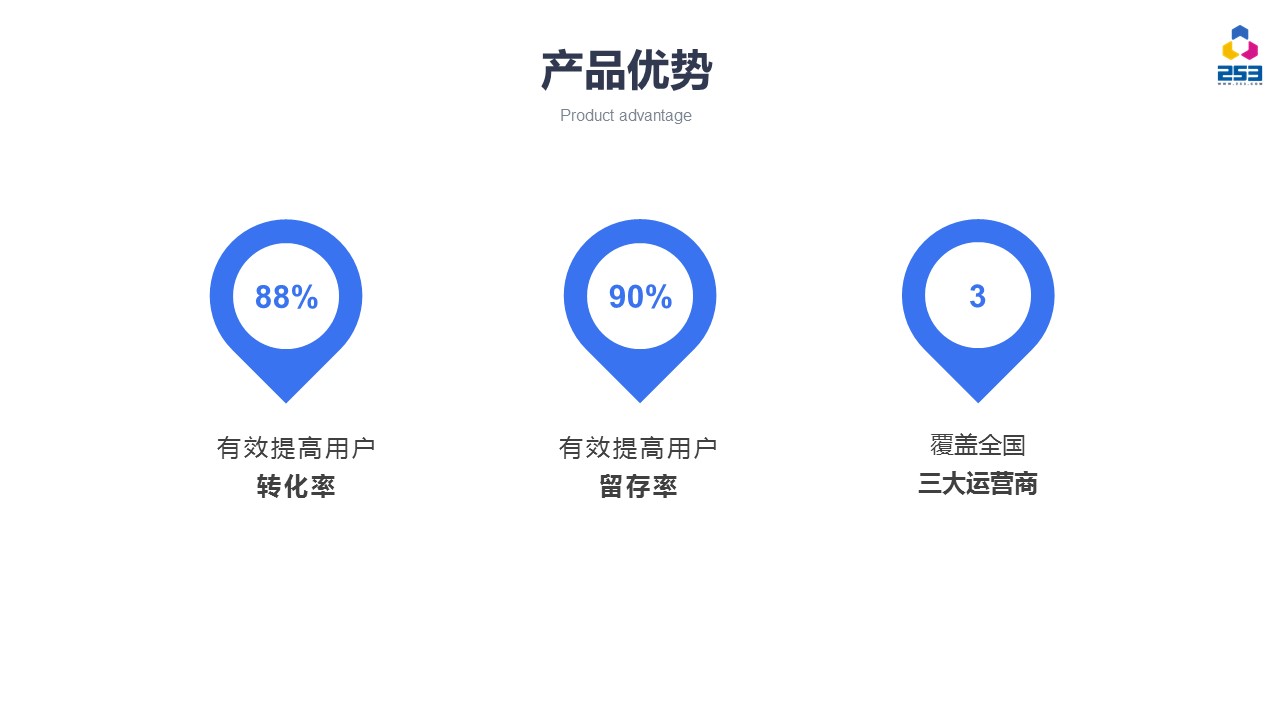 产品优势
Product advantage
253
88%
90%
3
有效提高用户
转化率
有效提高用户
留存率
覆盖全国
三大运营商